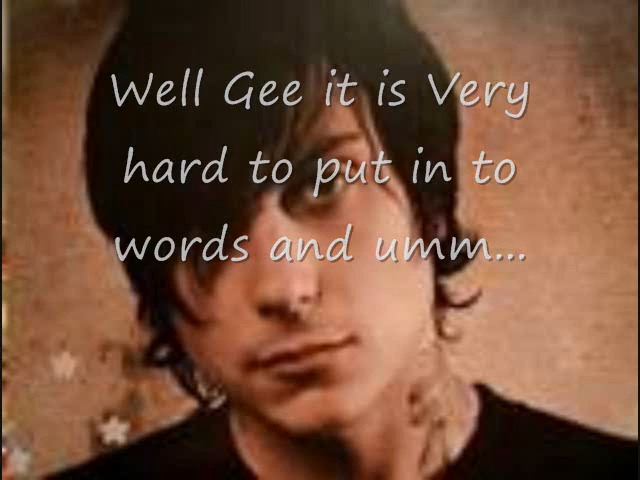 Well Gee it is Very
hard to put in to
words and umm...